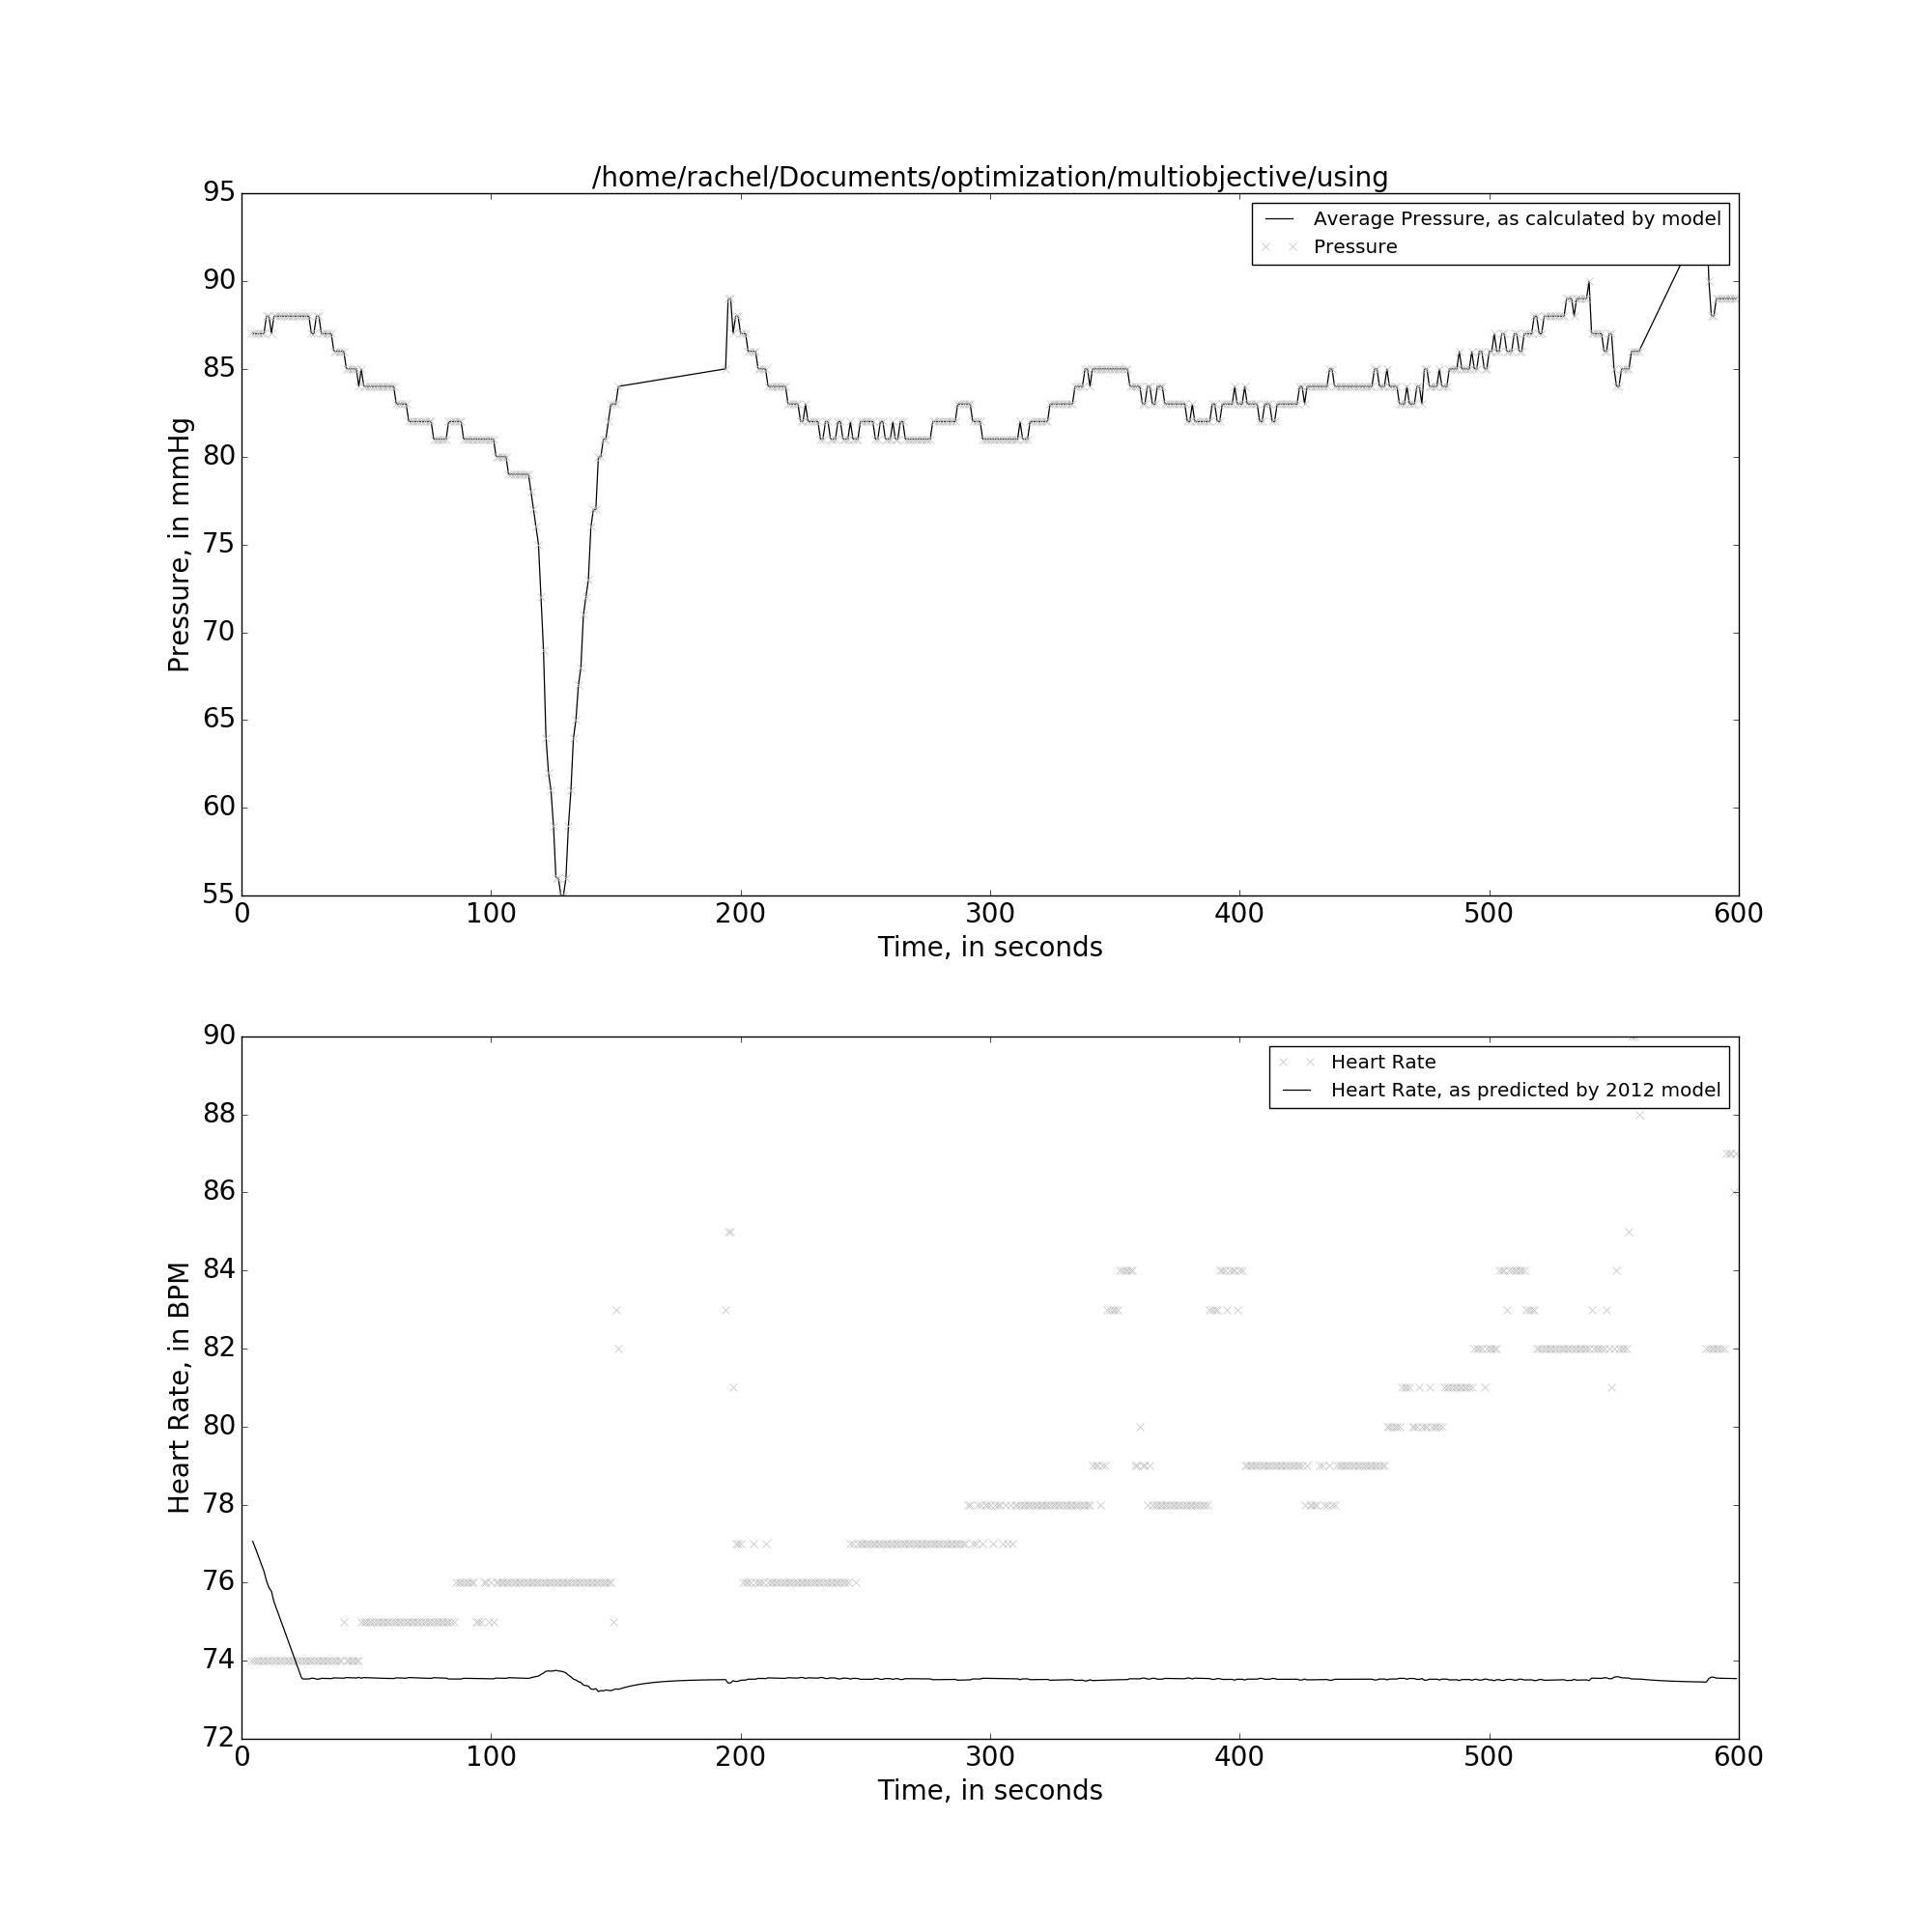 /home/rachel/Documents/optimization/multiobjective/using
95
90
85
80
75
70
65
60
55
Pressure, in mmHg
Average Pressure, as calculated by model
Pressure
0 100 200 300 400 500 600
Time, in seconds
90
88
86
84
82
80
78
76
74
72
Heart Rate, in BPM
Heart Rate
Heart Rate, as predicted by 2012 model
0 100 200 300 400 500 600
Time, in seconds